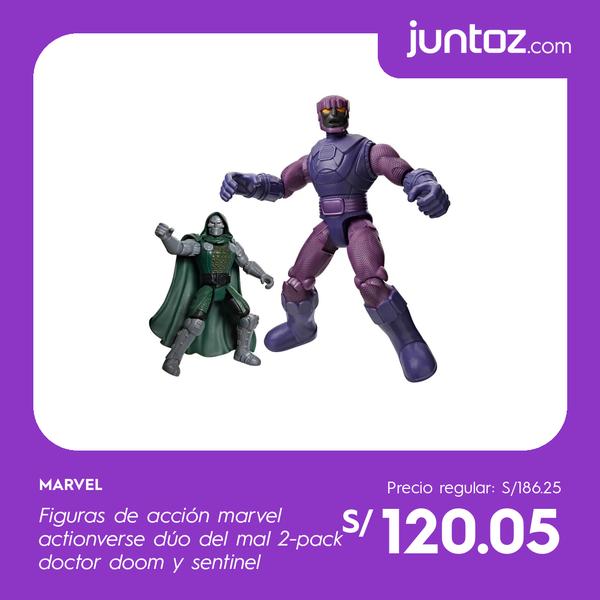 juntoz.com
MARVEL
Figuras de acción marvel
actionverse dúo del mal 2-pack
doctor doom y sentinel
Precio regular: S/186.25
S/120.05